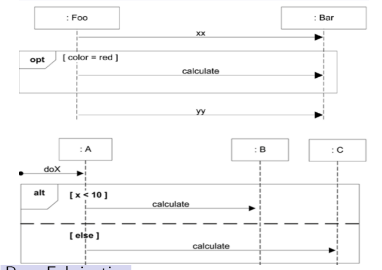 : Foo
: Bar
xx
opt
[ color = red ]
calculate
yy
: A
: B
: C
doX
alt
[ x < 10 ]
calculate
[ else ]
calculate